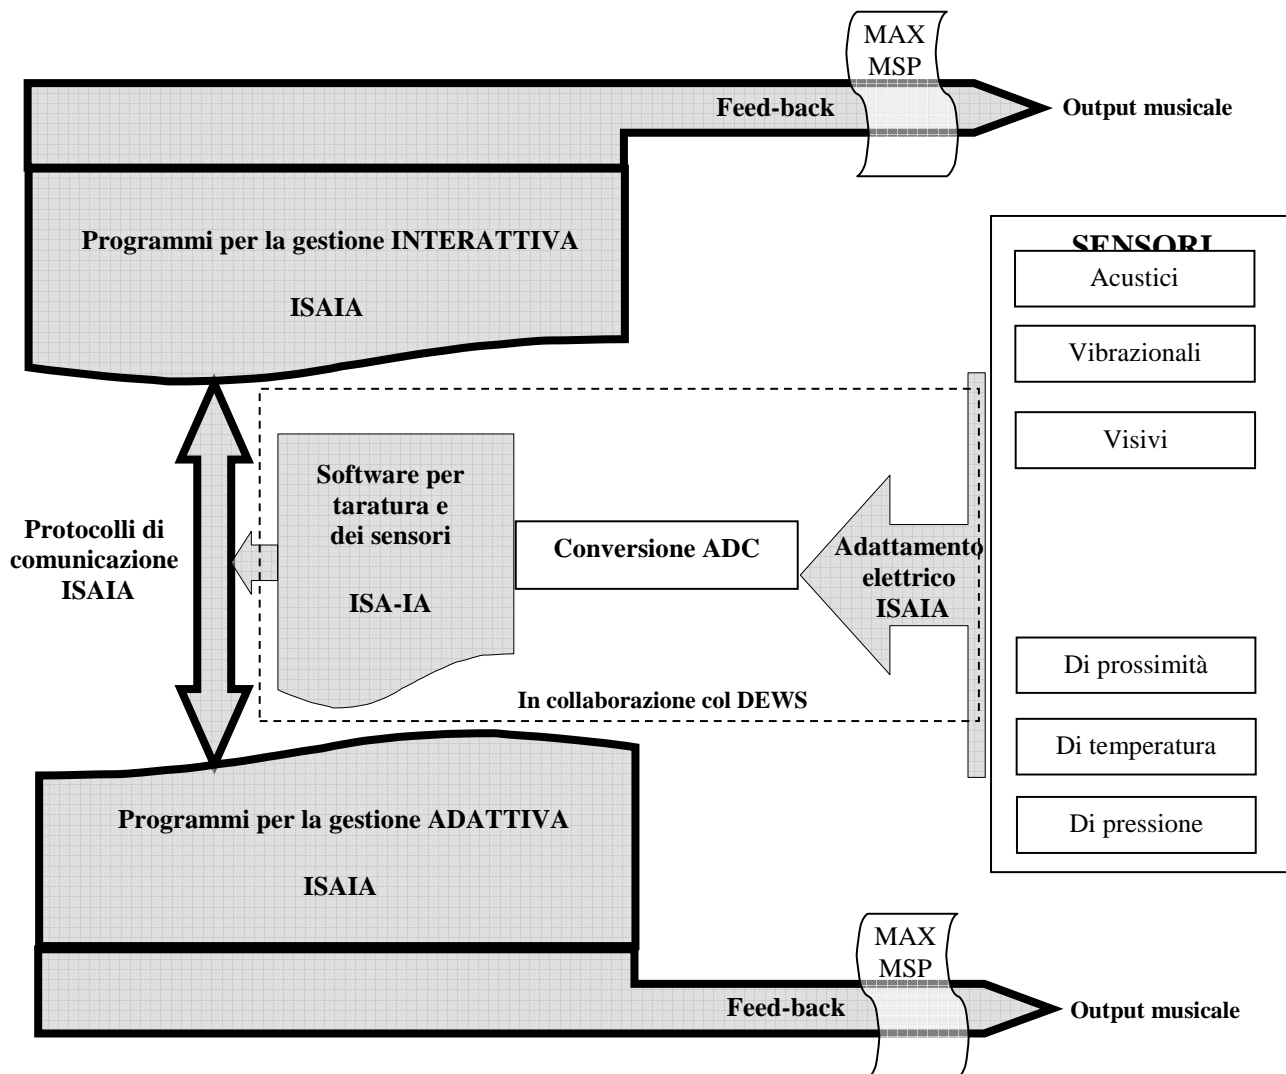 MAX
MSP
Feed-back
Output musicale
Programmi per la gestione INTERATTIVA
ISAIA
SENSORI
Acustici
Vibrazionali
Visivi
Software per
taratura e
dei sensori
ISA-IA
Protocolli di
comunicazione
ISAIA
Conversione ADC
Adattamento
elettrico
ISAIA
In collaborazione col DEWS
Di prossimità
Di temperatura
Di pressione
Programmi per la gestione ADATTIVA
ISAIA
MAX
MSP
Feed-back
Output musicale